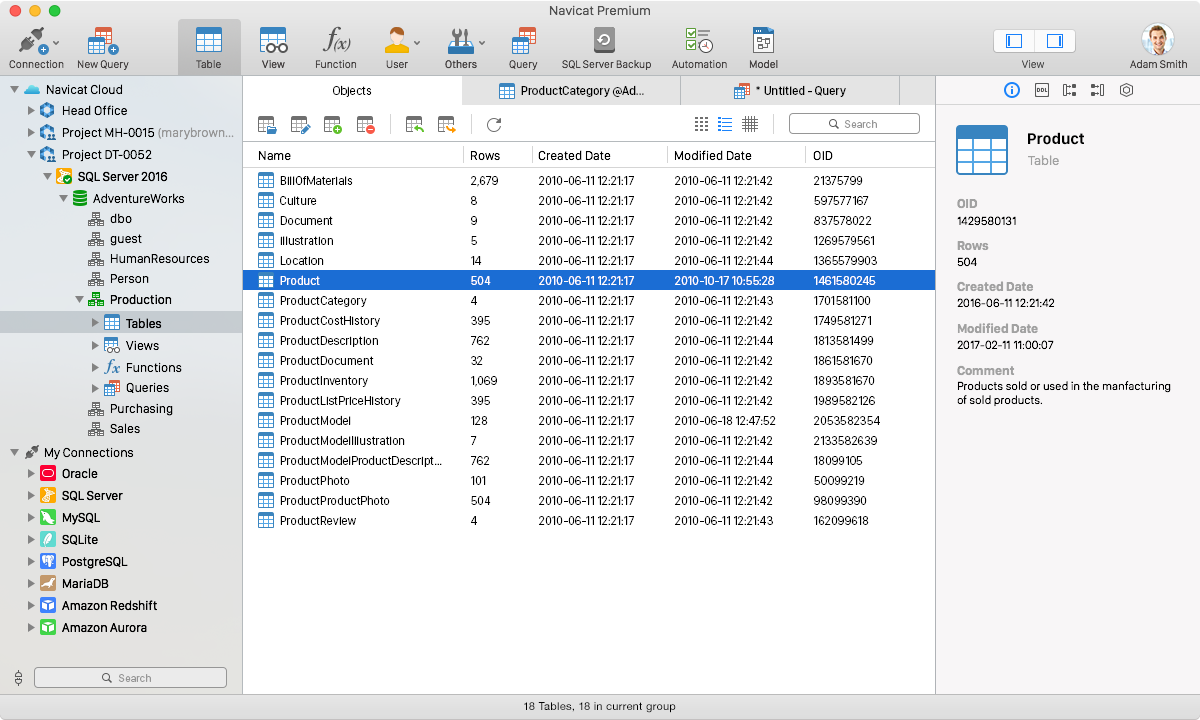 Navicat Premium
Connection
New Query
Table
View
Function
User
Others
Query
SQL Server Backup
Automation
Model
View
Adam Smith
Navicat Cloud
Head Office
Project MH-0015 (marybrown...
Project DT-0052
SQL Server 2016
AdventureWorks
dbo
guest
HumanResources
Person
Production
Tables
Views
Functions
Queries
Purchasing
Sales
My Connections
Oracle
SQL Server
MySQL
SQLite
PostgreSQL
MariaDB
Amazon Redshift
Amazon Aurora
Search
Objects
ProductCategory @Ad...
* Untitled - Query
Search
Name Rows Created Date Modified Date OID
BillOfMaterials 2,679 2010-06-11 12:21:17 2010-06-11 12:21:42 21375799
Culture 8 2010-06-11 12:21:17 2010-06-11 12:21:42 597577167
Document 9 2010-06-11 12:21:17 2010-06-11 12:21:42 837578022
Illustration 5 2010-06-11 12:21:17 2010-06-11 12:21:42 1269579561
Location 14 2010-06-11 12:21:17 2010-06-11 12:21:44 1365579903
Product 504 2010-06-11 12:21:17 2010-10-17 10:55:28 1461580245
ProductCategory 4 2010-06-11 12:21:17 2010-06-11 12:21:43 1701581100
ProductCostHistory 395 2010-06-11 12:21:17 2010-06-11 12:21:42 1749581271
ProductDescription 762 2010-06-11 12:21:17 2010-06-11 12:21:44 1813581499
ProductDocument 32 2010-06-11 12:21:17 2010-06-11 12:21:42 1861581670
ProductInventory 1,069 2010-06-11 12:21:17 2010-06-11 12:21:42 1893581670
ProductListPriceHistory 395 2010-06-11 12:21:17 2010-06-11 12:21:42 1989582126
ProductModel 128 2010-06-11 12:21:17 2010-06-18 12:47:52 2053582354
ProductModelIllustration 7 2010-06-11 12:21:17 2010-06-11 12:21:42 2133582639
ProductModelProductDescript... 762 2010-06-11 12:21:17 2010-06-11 12:21:44 18099105
ProductPhoto 101 2010-06-11 12:21:17 2010-06-11 12:21:42 50099219
ProductProductPhoto 504 2010-06-11 12:21:17 2010-06-11 12:21:42 98099390
ProductReview 4 2010-06-11 12:21:17 2010-06-11 12:21:43 162099618
DDL
Product
Table
OID
1429580131
Rows
504
Created Date
2016-06-11 12:21:42
Modified Date
2017-02-11 11:00:07
Comment
Products sold or used in the manfacturing
of sold products.
18 Tables, 18 in current group